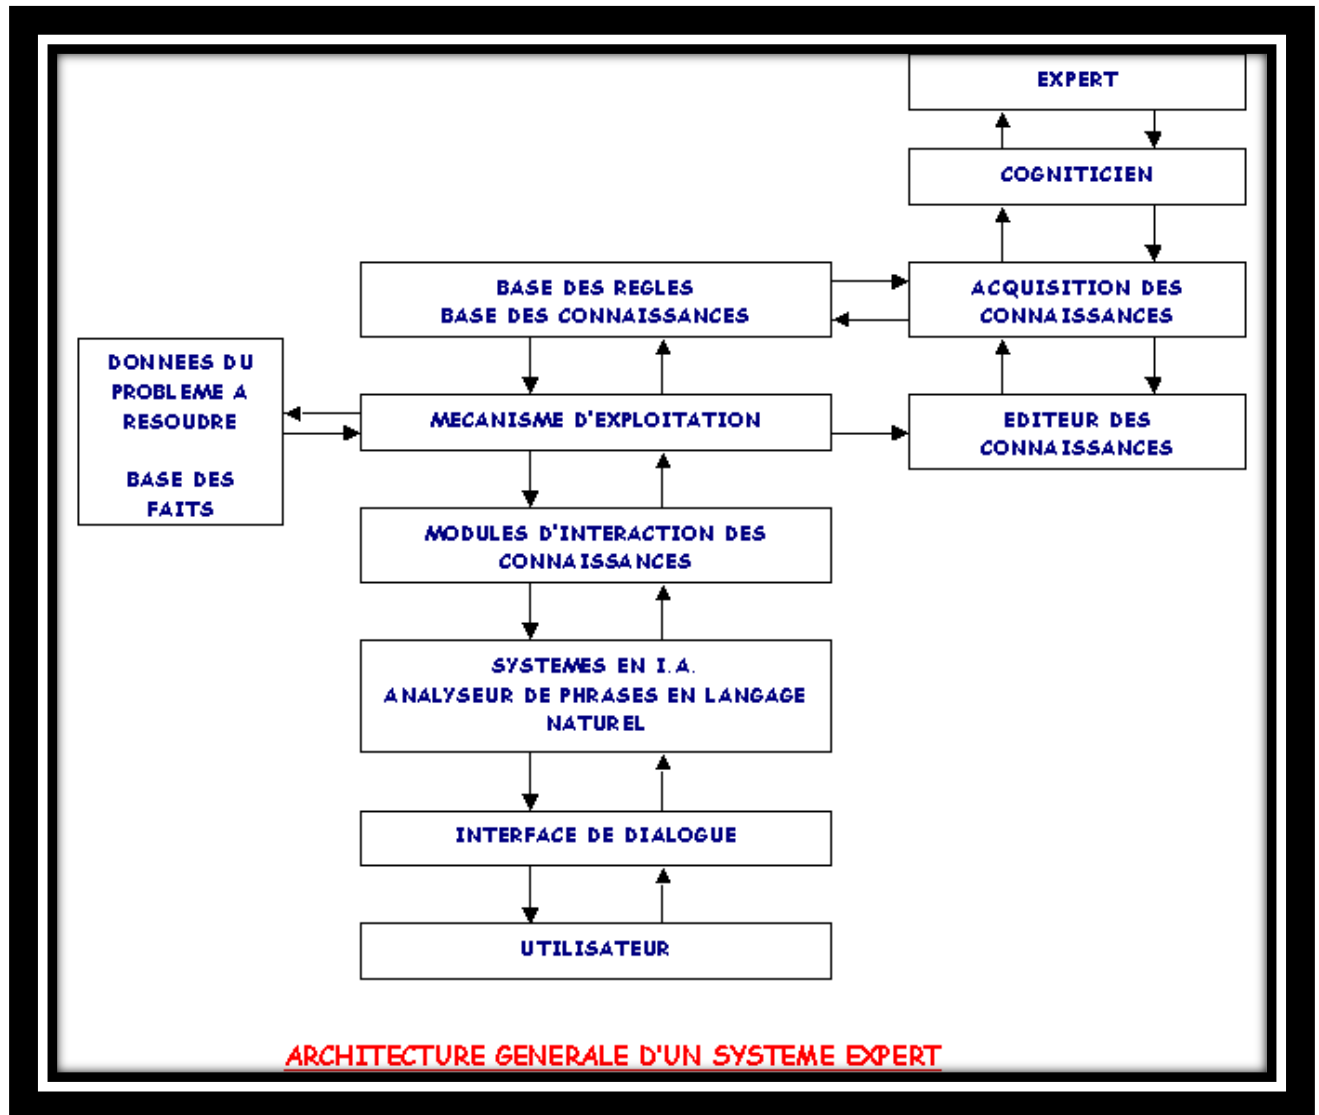 EXPERT
COGNITICIEN
BASE DES REGLES
BASE DES CONNAISSANCES
ACQUISITION DES
CONNAISSANCES
DONNEES DU
PROBLEME A
RESOUDRE
BASE DES
FAITS
MECANISME D'EXPLOITATION
EDITEUR DES
CONNAISSANCES
MODULES D'INTERACTION DES
CONNAISSANCES
SYSTEMES EN I.A.
ANALYSEUR DE PHRASES EN LANGAGE
NATUREL
INTERFACE DE DIALOGUE
UTILISATEUR
ARCHITECTURE GENERALE D'UN SYSTEME EXPERT